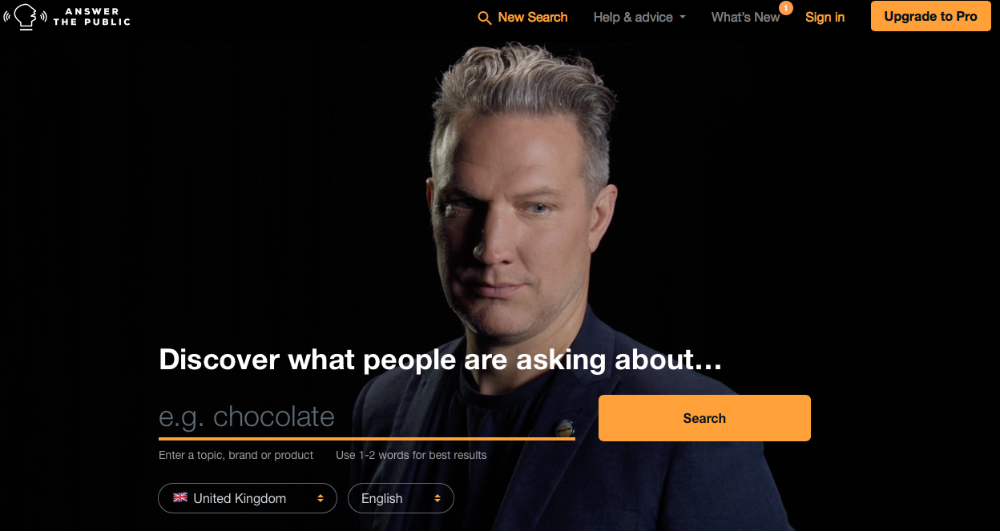 ANSWER
THE PUBLIC
New Search
Help & advice
What's New
1
Sign in
Upgrade to Pro
Discover what people are asking about...
e.g. chocolate
Search
Enter a topic, brand or product
Use 1-2 words for best results
United Kingdom
English